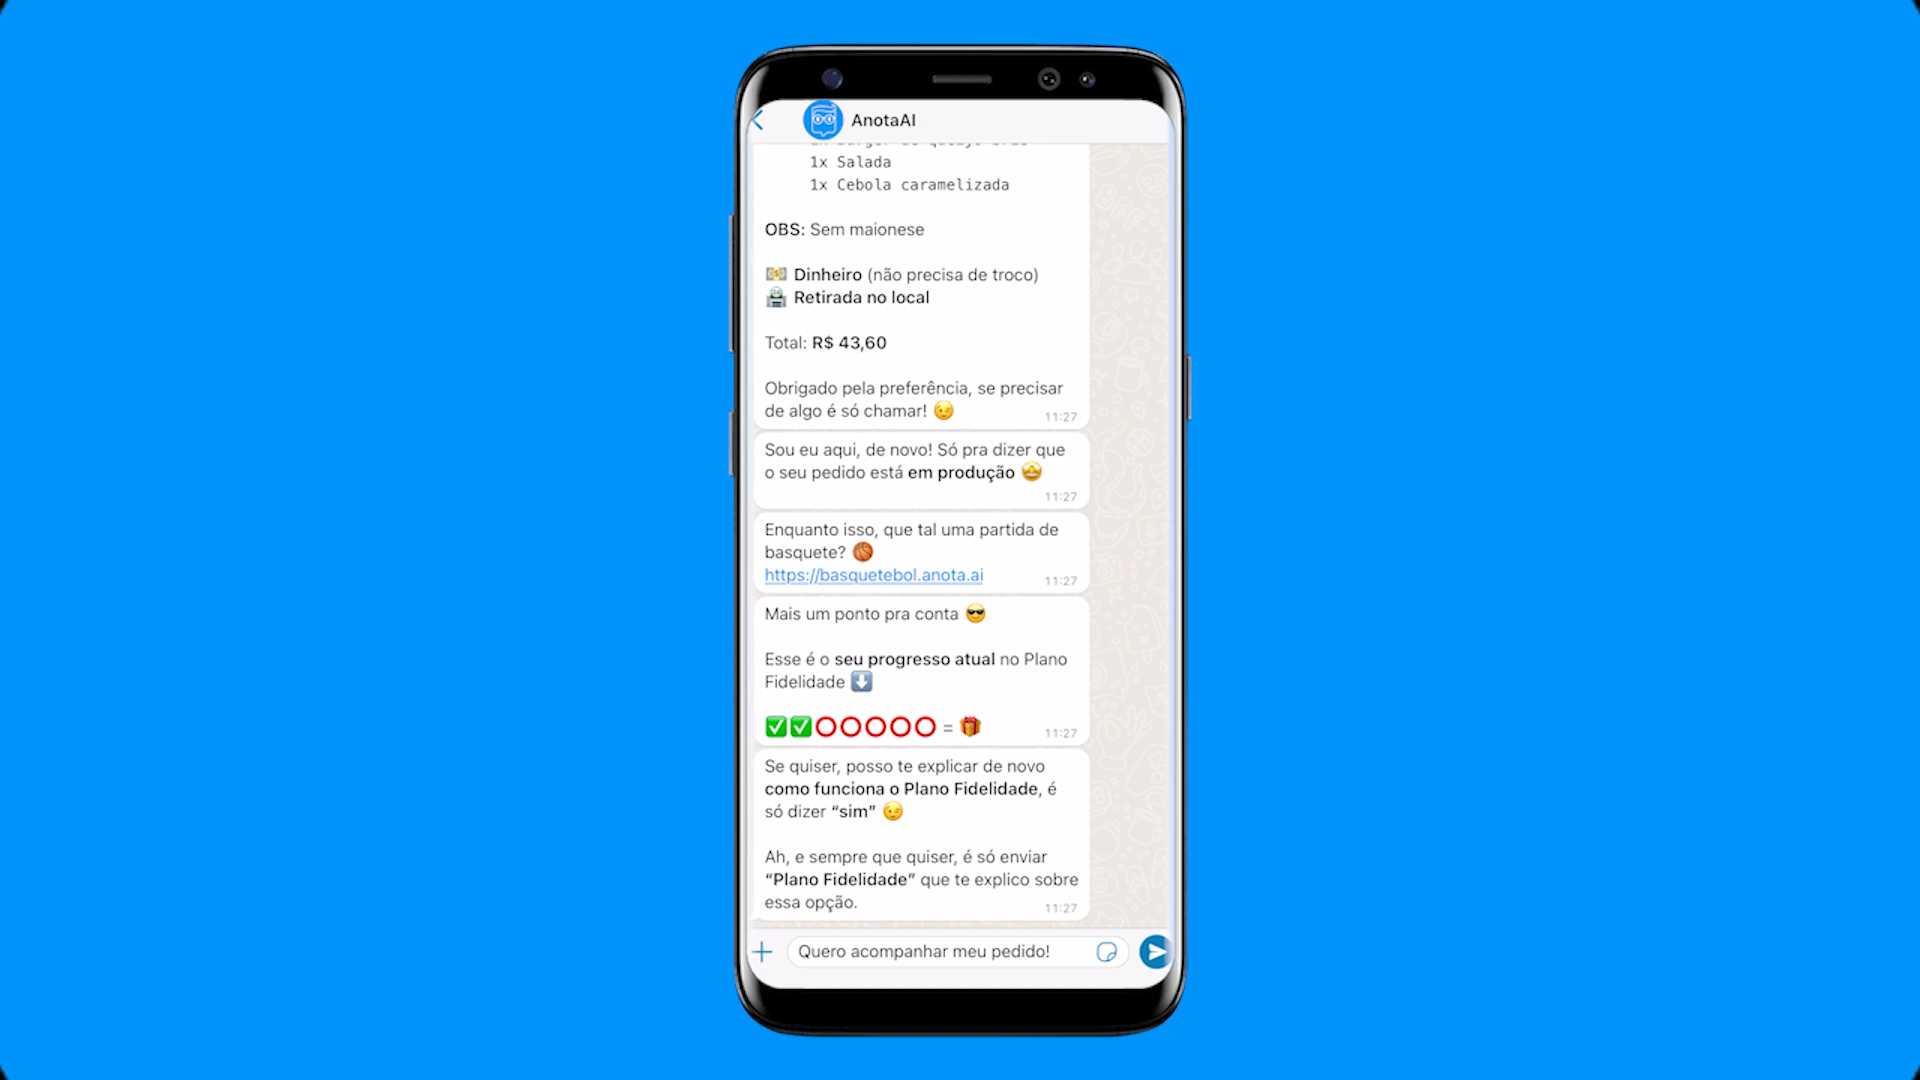 AnotaAI
1x Salada
1x Cebola caramelizada
OBS: Sem maionese
💵 Dinheiro (não precisa de troco)
🏪 Retirada no local
Total: R$ 43,60
Obrigado pela preferência, se precisar
de algo é só chamar! 😉
11:27
Sou eu aqui, de novo! Só pra dizer que
o seu pedido está em produção 🤩
11:27
Enquanto isso, que tal uma partida de
basquete? 🏀
https://basquetebol.anota.ai
11:27
Mais um ponto pra conta 😎
Esse é o seu progresso atual no Plano
Fidelidade ⬇️
✅✅⭕⭕⭕⭕⭕ = 🎁
11:27
Se quiser, posso te explicar de novo
como funciona o Plano Fidelidade, é
só dizer “sim” 😉
Ah, e sempre que quiser, é só enviar
“Plano Fidelidade” que te explico sobre
essa opção.
11:27
Quero acompanhar meu pedido!